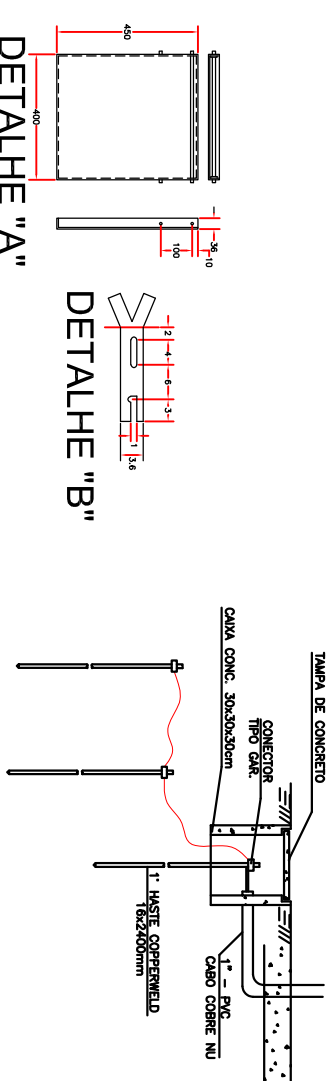 450
400
DETALHE "A"
36
10
100
DETALHE "B"
2
4
6
3
1
3.6
TAMPA DE CONCRETO
CONECTOR
TIPO GAR.
CAIXA CONC. 30x30x30cm
1" - PVC
CABO COBRE NU
1° HASTE COPPERWELD
16x2400mm